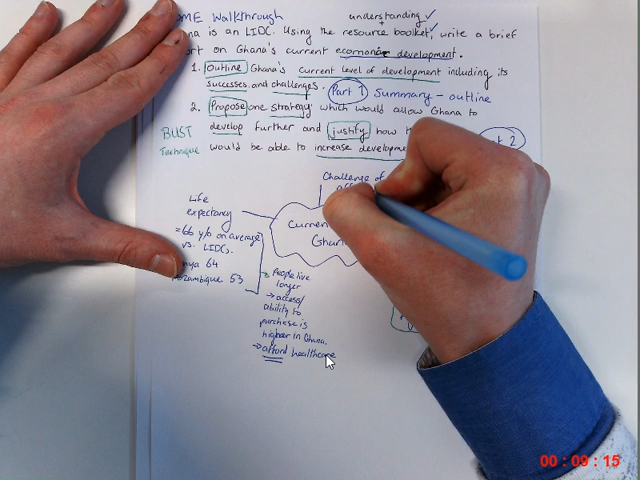 OME Walkthrough
understanding ✓
na is an LIDC. Using the resource booklet, write a brief
ort on Ghana's current economic development.
1. Outline Ghana's current level of development including its
successes and challenges. Part 1 Summary - outline
2. Propose one strategy which would allow Ghana to
BUST develop further and justify how th
Technique would be able to increase developmen
t 2
Challenge of
Life
expectancy
Curren
Ghan
= 66 y/o on average
vs. LIDCs.
nya 64
ozambique 53
→ People live
longer
→ access/
ability to
purchase is
higher in Ghana.
→ afford healthcare
00:09:15